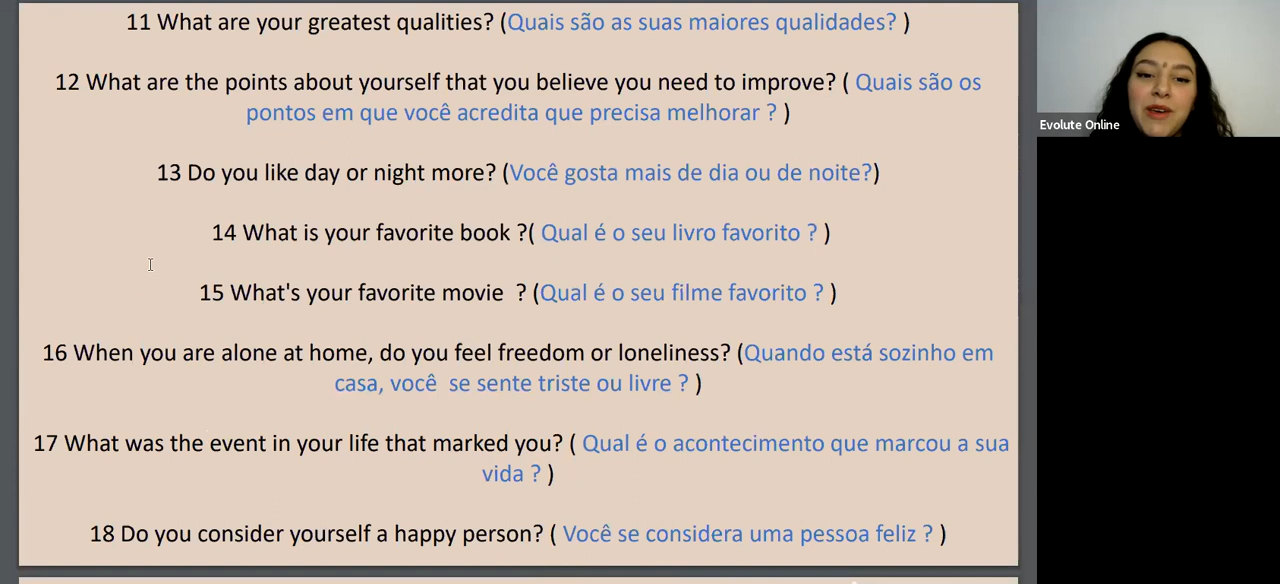 11 What are your greatest qualities? (Quais são as suas maiores qualidades? )
12 What are the points about yourself that you believe you need to improve? ( Quais são os
pontos em que você acredita que precisa melhorar ? )
13 Do you like day or night more? (Você gosta mais de dia ou de noite?)
14 What is your favorite book ?( Qual é o seu livro favorito ? )
15 What's your favorite movie  ? (Qual é o seu filme favorito ? )
16 When you are alone at home, do you feel freedom or loneliness? (Quando está sozinho em
casa, você  se sente triste ou livre ? )
17 What was the event in your life that marked you? ( Qual é o acontecimento que marcou a sua
vida ? )
18 Do you consider yourself a happy person? ( Você se considera uma pessoa feliz ? )
Evolute Online